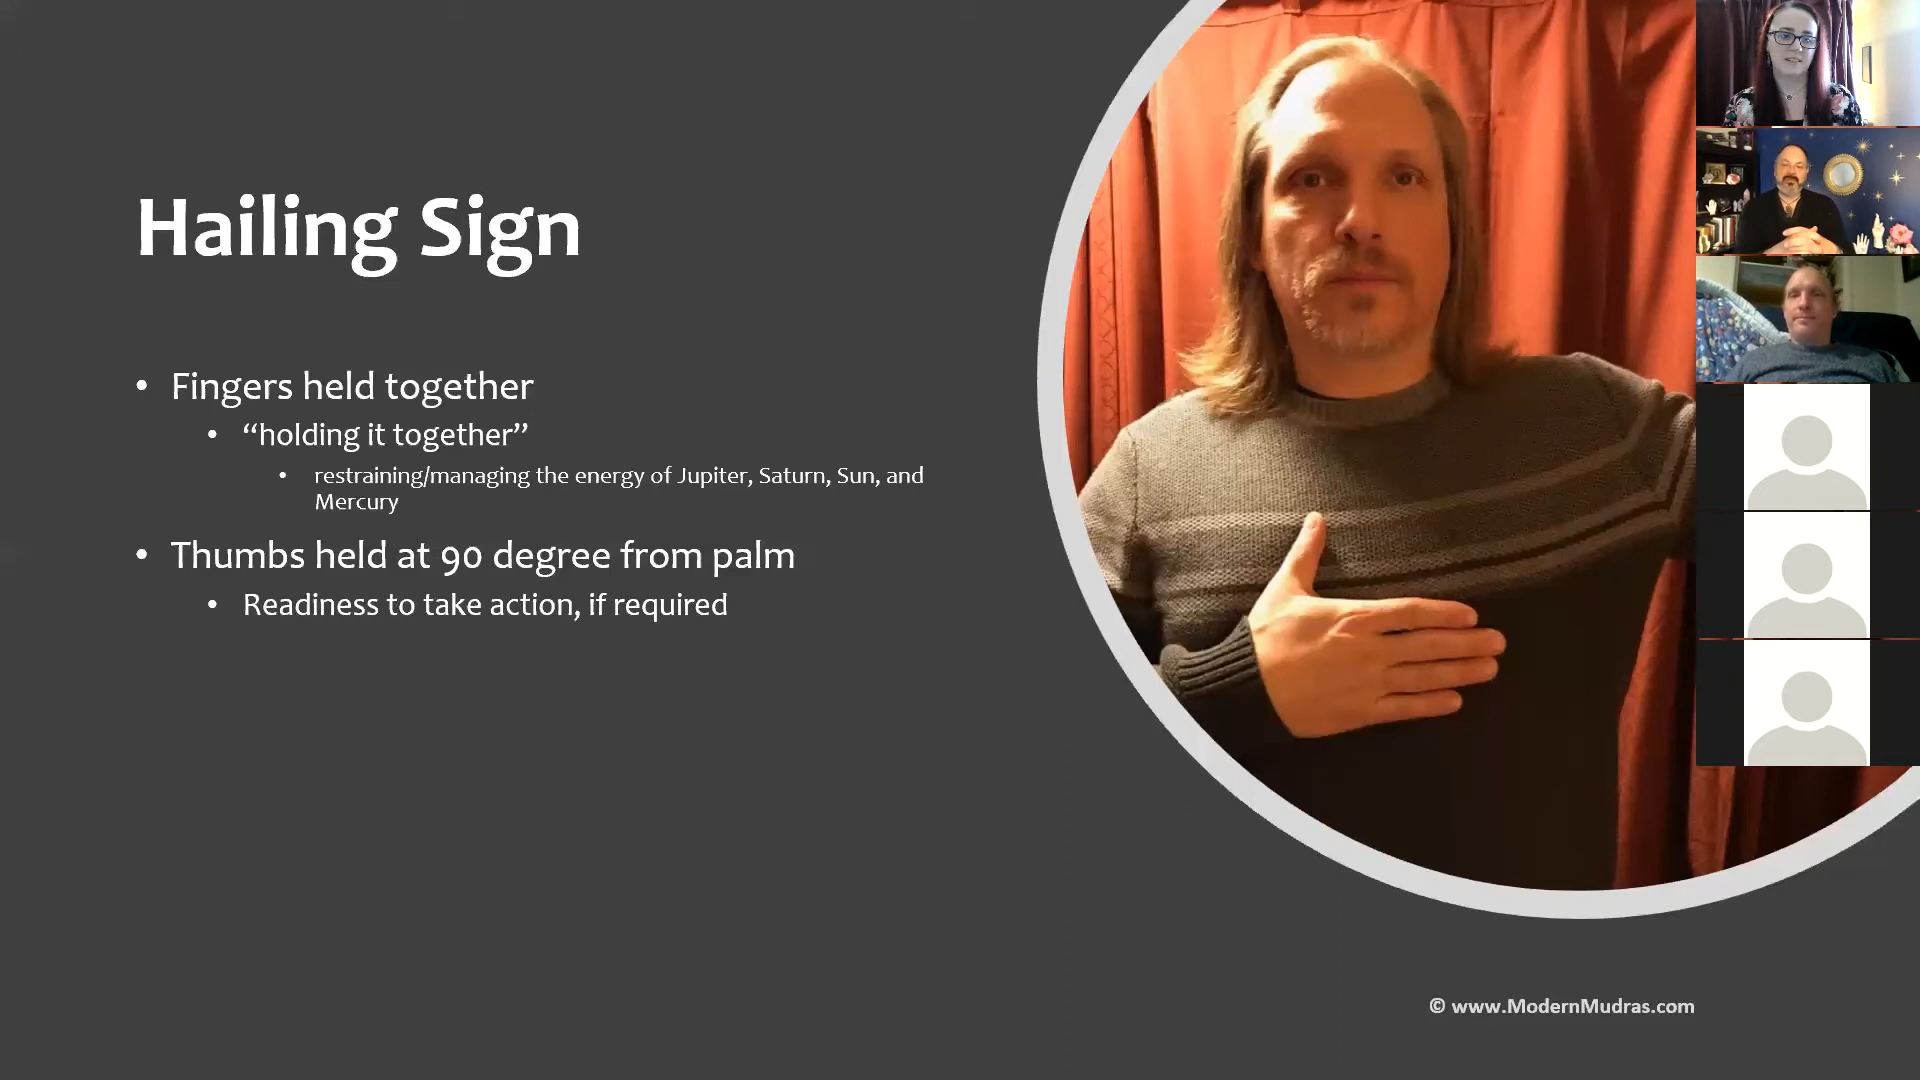 Hailing Sign
• Fingers held together
• “holding it together”
• restraining/managing the energy of Jupiter, Saturn, Sun, and
Mercury
• Thumbs held at 90 degree from palm
• Readiness to take action, if required
© www.ModernMudras.com